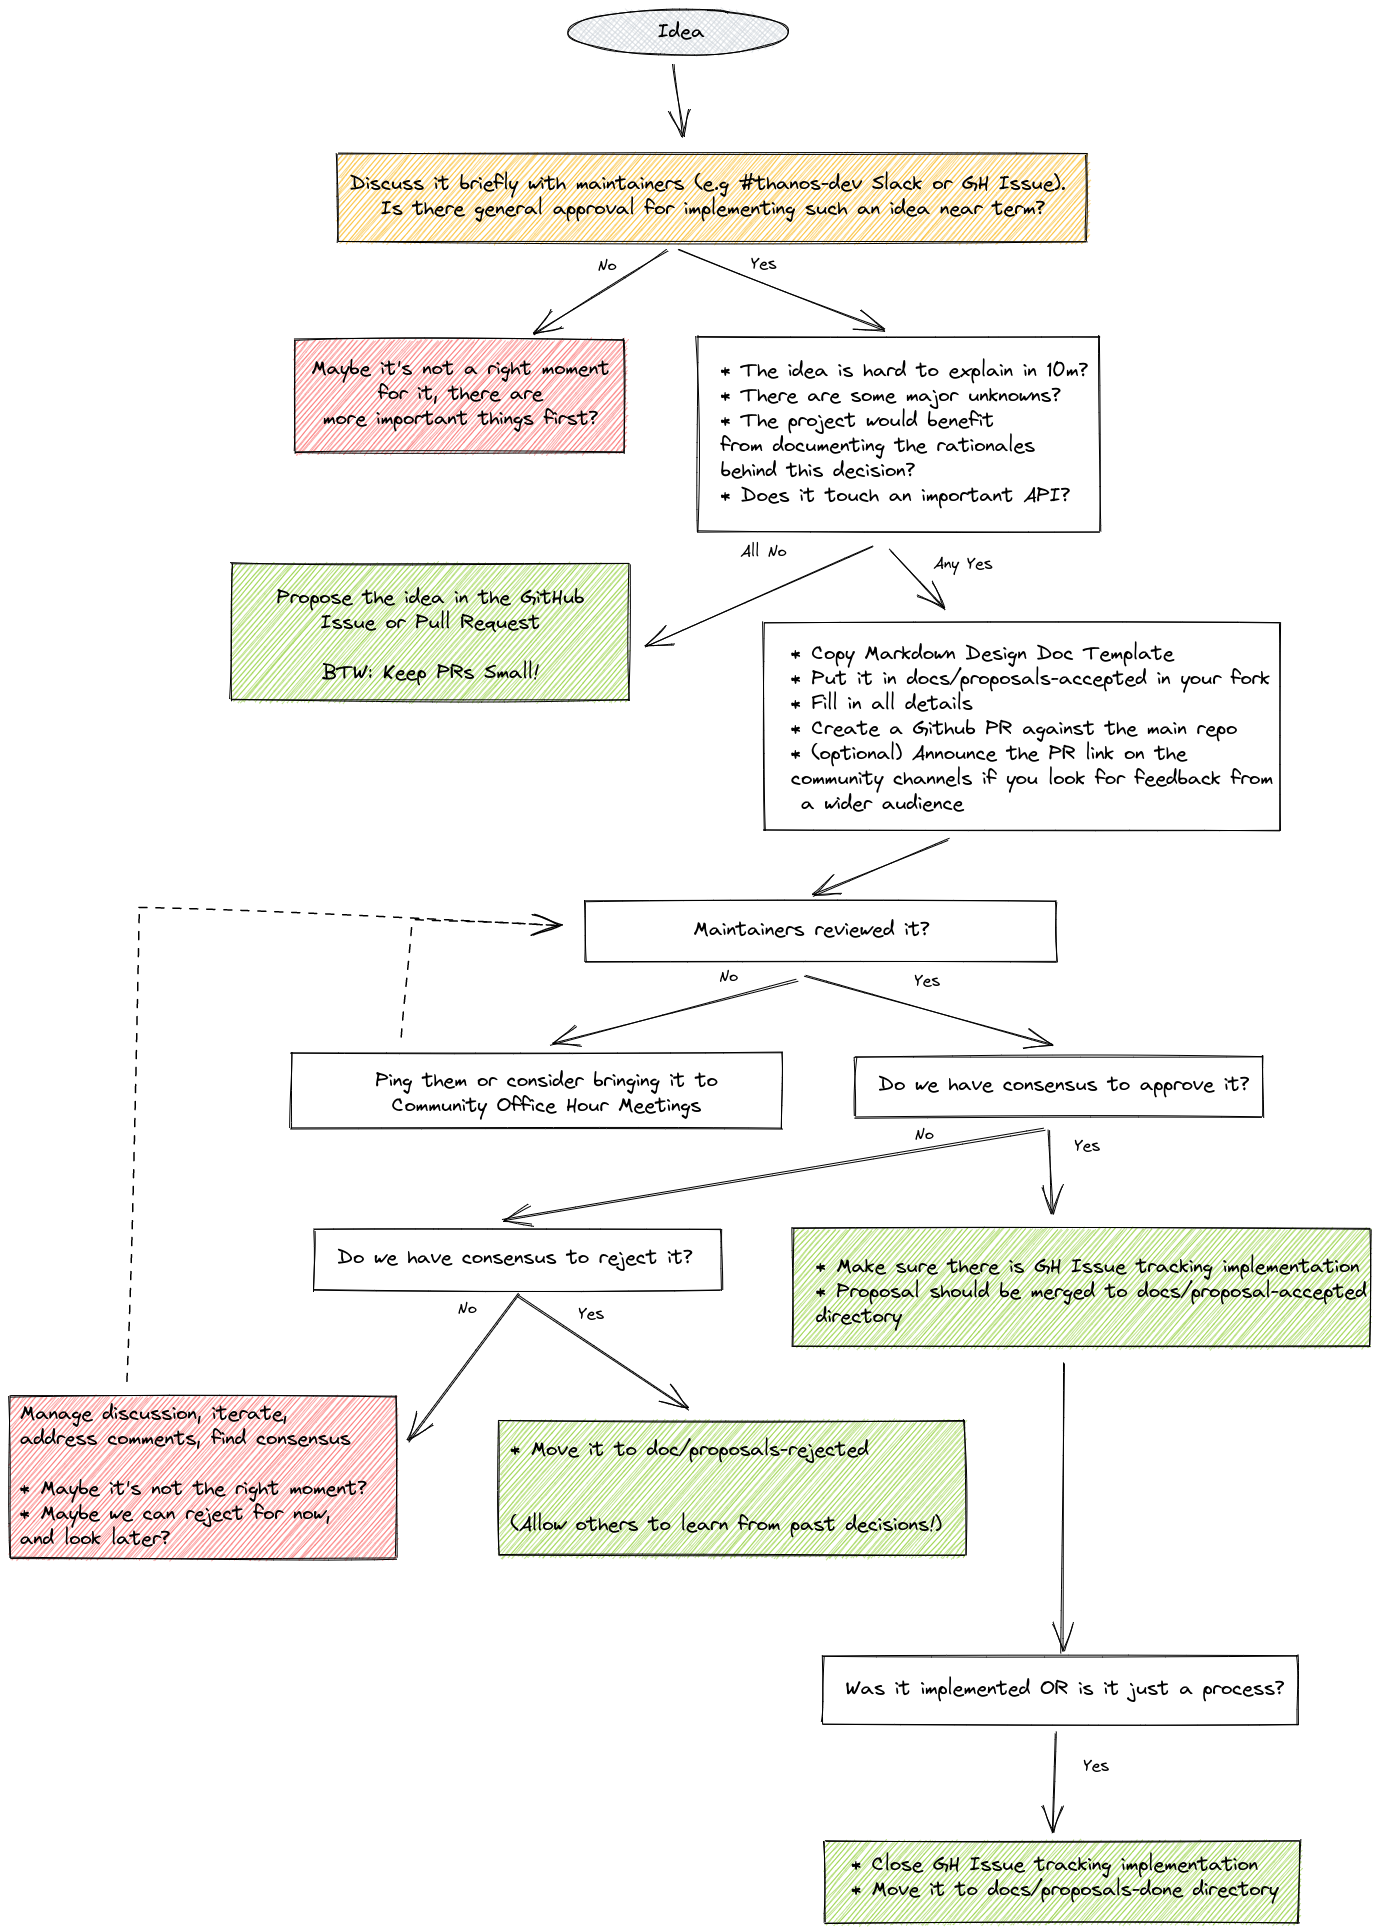 Idea
Discuss it briefly with maintainers (e.g #thanos-dev Slack or GH Issue).
Is there general approval for implementing such an idea near term?
No
Yes
Maybe it's not a right moment
for it, there are
more important things first?
* The idea is hard to explain in 10m?
* There are some major unknowns?
* The project would benefit
from documenting the rationales
behind this decision?
* Does it touch an important API?
All No
Any Yes
Propose the idea in the GitHub
Issue or Pull Request
BTW: Keep PRs Small!
* Copy Markdown Design Doc Template
* Put it in docs/proposals-accepted in your fork
* Fill in all details
* Create a Github PR against the main repo
* (optional) Announce the PR link on the
community channels if you look for feedback from
a wider audience
Maintainers reviewed it?
No
Yes
Ping them or consider bringing it to
Community Office Hour Meetings
Do we have consensus to approve it?
No
Yes
Do we have consensus to reject it?
* Make sure there is GH Issue tracking implementation
* Proposal should be merged to docs/proposal-accepted
directory
No
Yes
Manage discussion, iterate,
address comments, find consensus
* Maybe it's not the right moment?
* Maybe we can reject for now,
and look later?
* Move it to doc/proposals-rejected
(Allow others to learn from past decisions!)
Was it implemented OR is it just a process?
Yes
* Close GH Issue tracking implementation
* Move it to docs/proposals-done directory